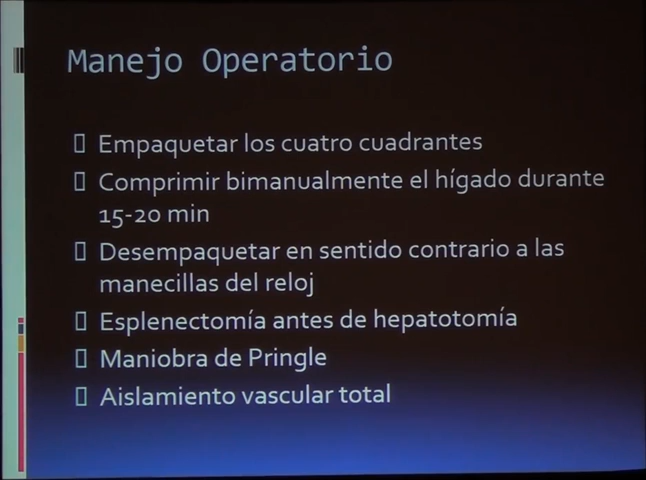 Manejo Operatorio
Empaquetar los cuatro cuadrantes
Comprimir bimanualmente el hígado durante
15-20 min
Desempaquetar en sentido contrario a las
manecillas del reloj
Esplenectomía antes de hepatotomía
Maniobra de Pringle
Aislamiento vascular total